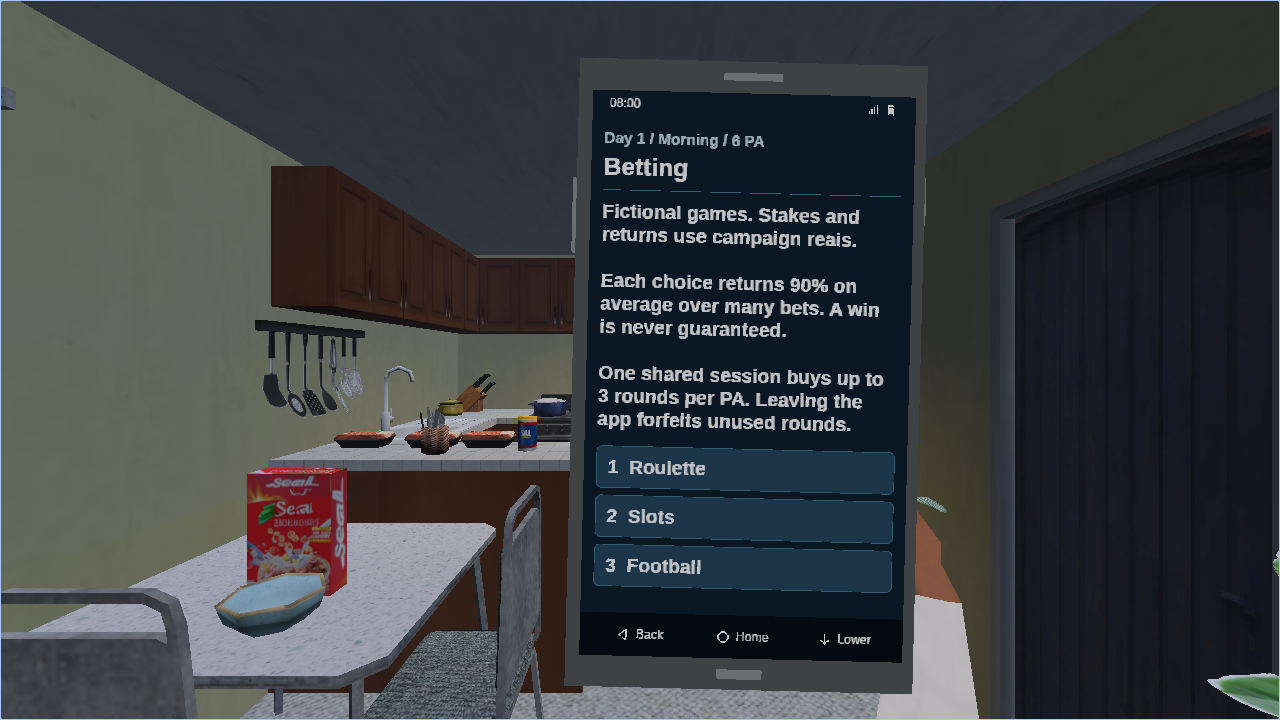 08:00
Day 1 / Morning / 6 PA
Betting
Fictional games. Stakes and
returns use campaign reais.
Each choice returns 90% on
average over many bets. A win
is never guaranteed.
One shared session buys up to
3 rounds per PA. Leaving the
app forfeits unused rounds.
1 Roulette
2 Slots
3 Football
Back
Home
Lower